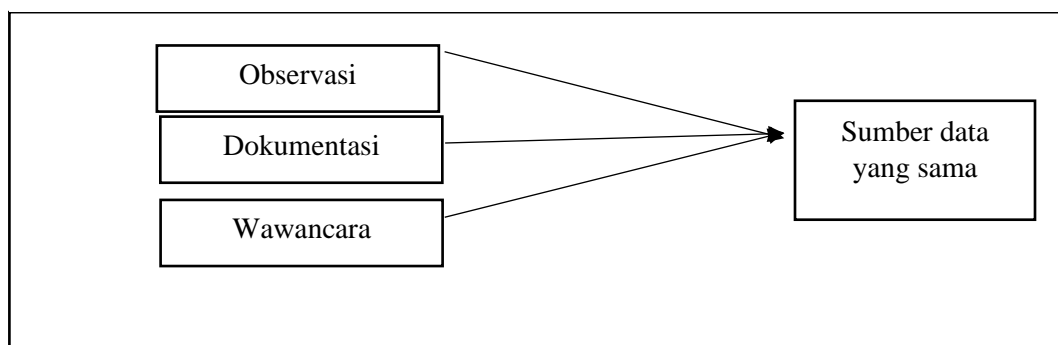 Observasi
Dokumentasi
Wawancara
Sumber data
yang sama